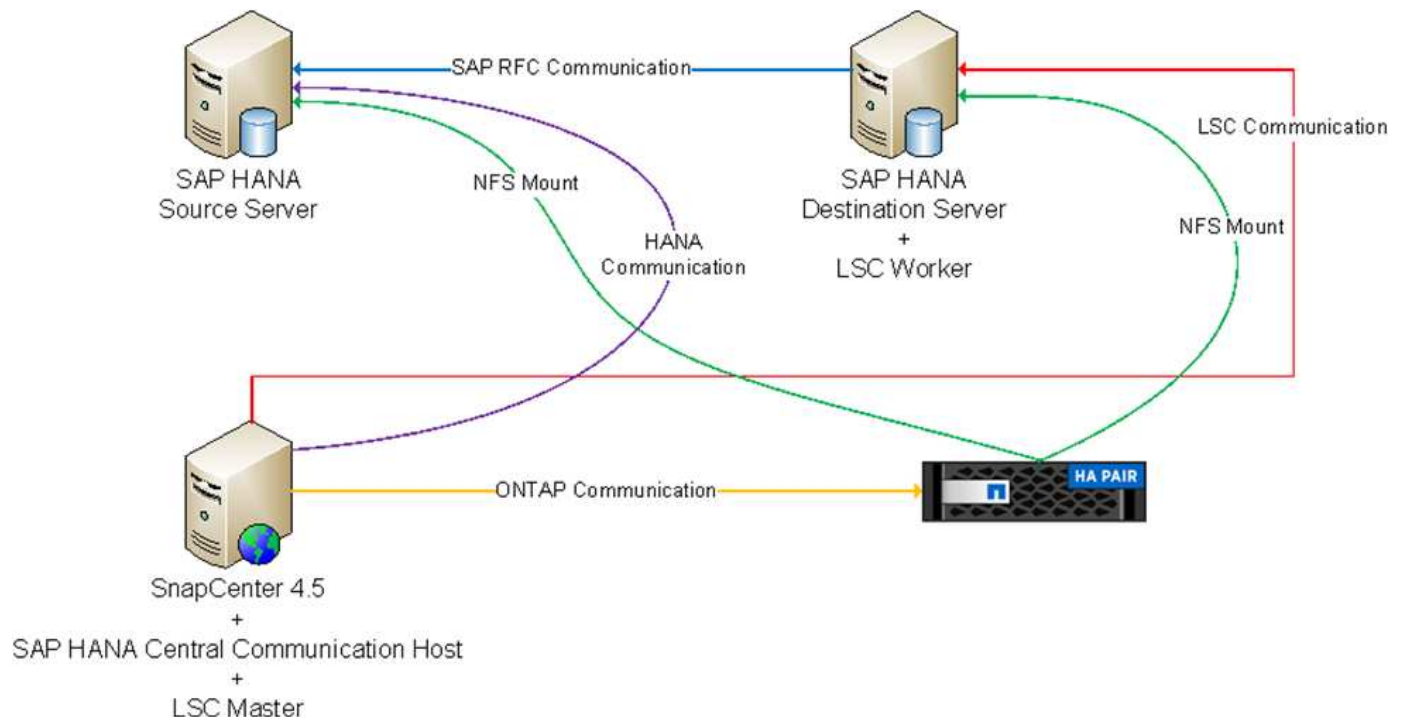 SAP RFC Communication
LSC Communication
SAP HANA
Source Server
NFS Mount
SAP HANA
Destination Server
+
LSC Worker
NFS Mount
HANA
Communication
HA PAIR
ONTAP Communication
SnapCenter 4.5
+
SAP HANA Central Communication Host
+
LSC Master